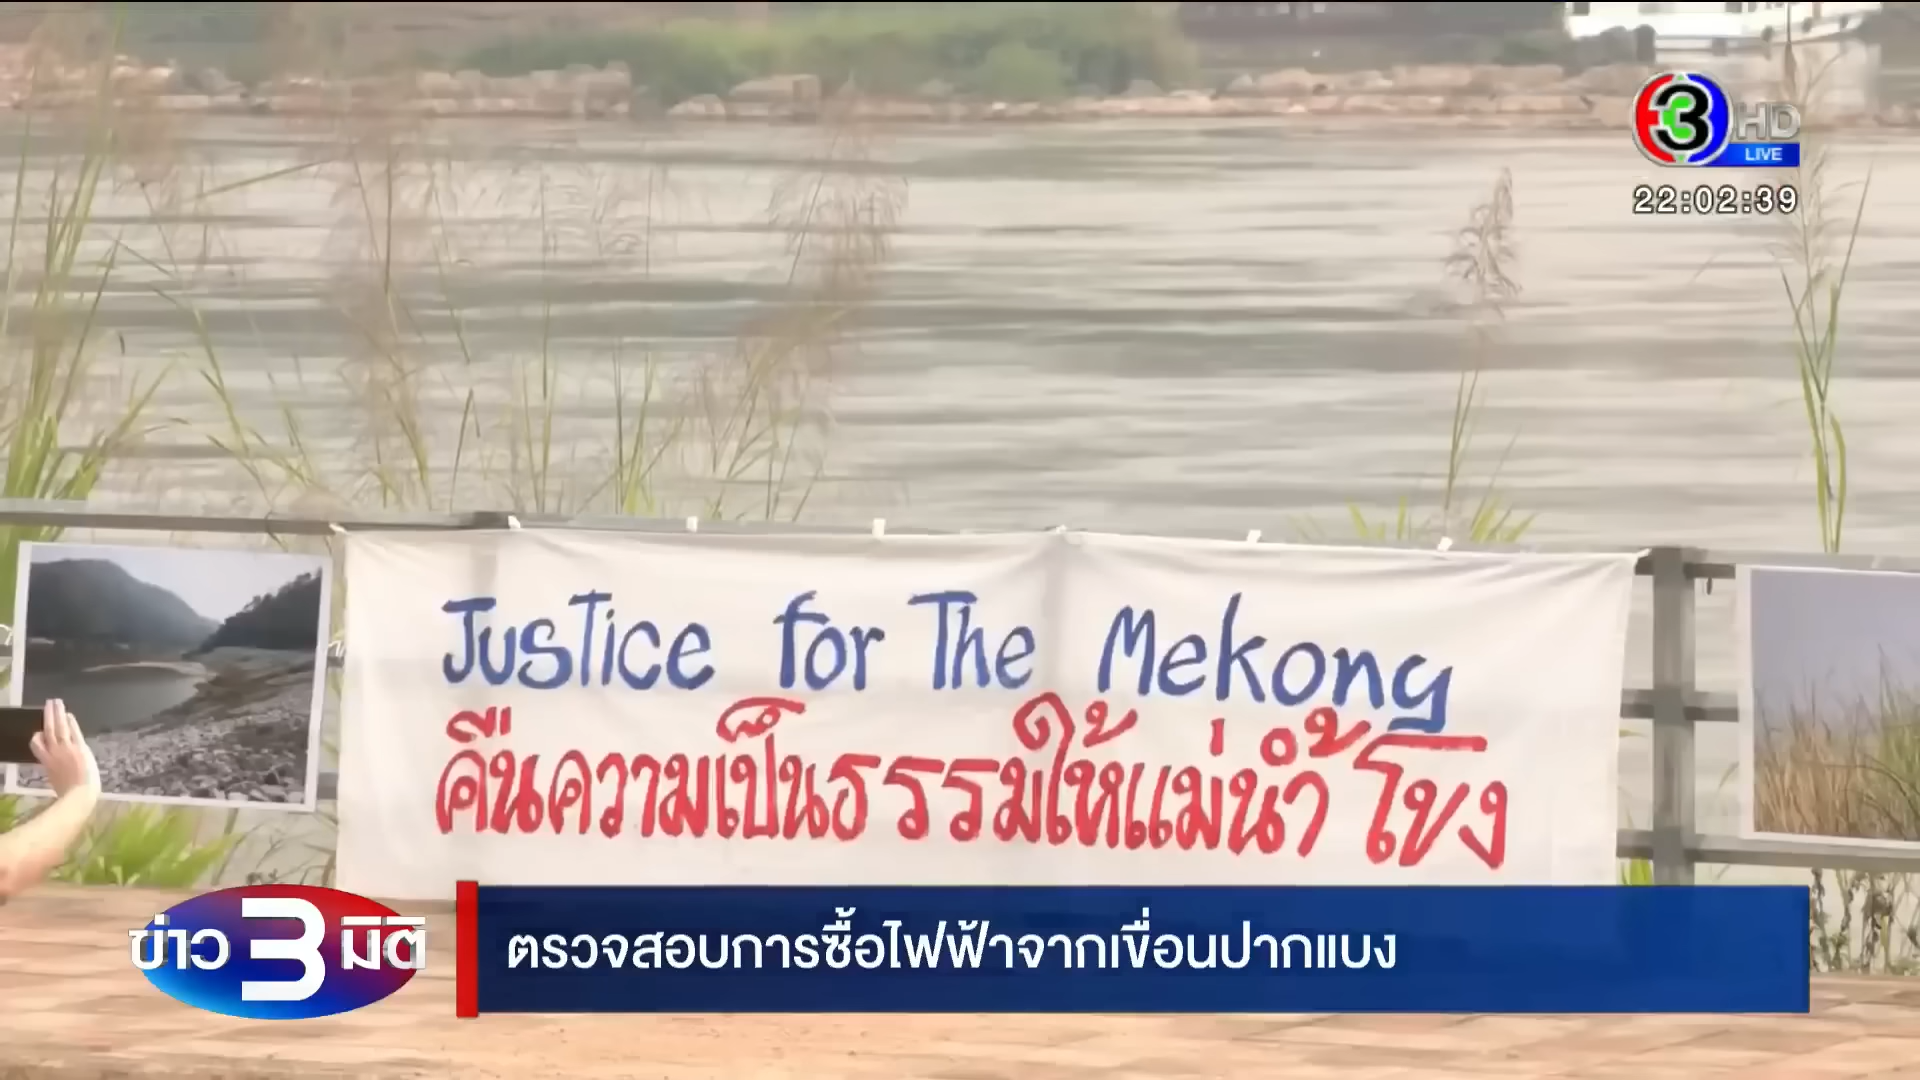 3 HD
LIVE
22:02:39
JusTice for The Mekong
คืนความเป็นธรรมให้แม่น้ำโขง
ข่าว 3 มิติ
ตรวจสอบการซื้อไฟฟ้าจากเขื่อนปากแบง